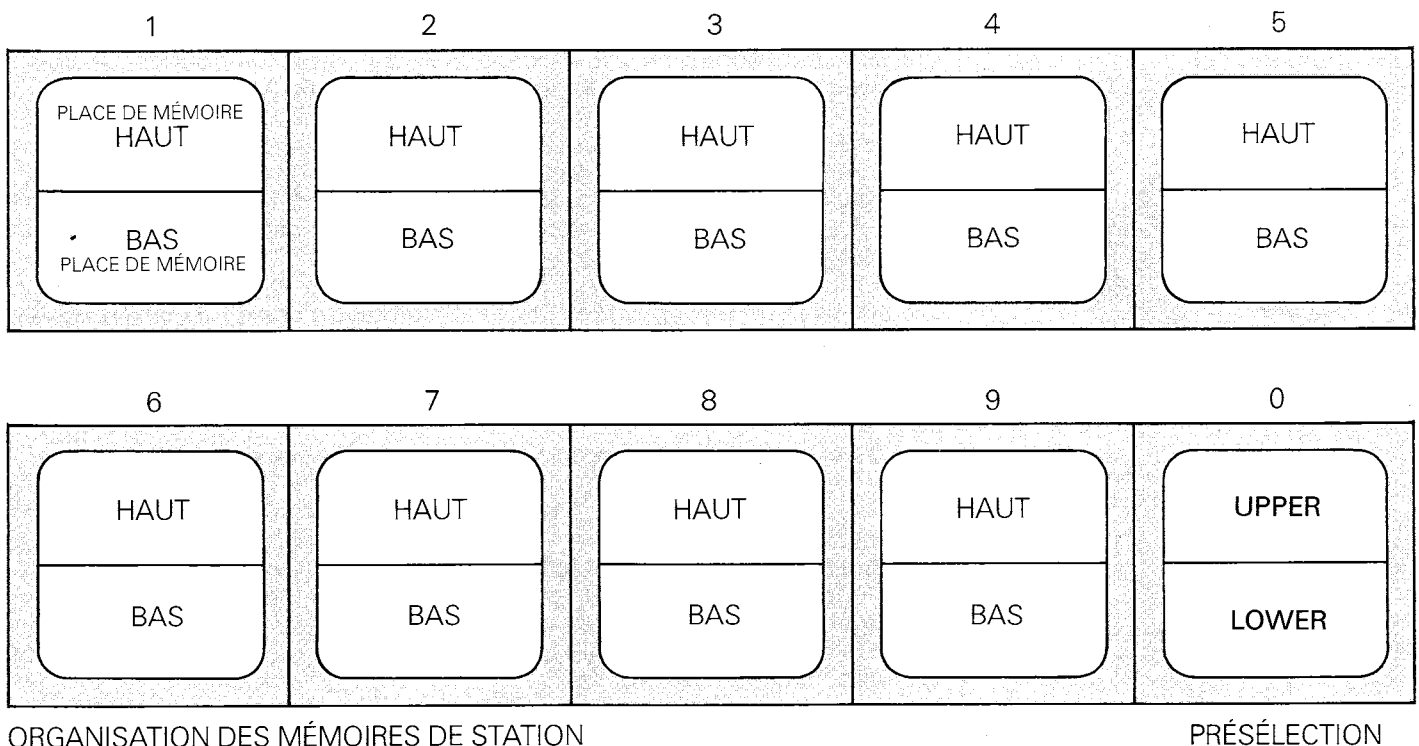 1 2 3 4 5
PLACE DE MÉMOIRE
HAUT HAUT HAUT HAUT HAUT
BAS BAS BAS BAS BAS
PLACE DE MÉMOIRE
6 7 8 9 0
HAUT HAUT HAUT HAUT UPPER
BAS BAS BAS BAS LOWER
ORGANISATION DES MÉMOIRES DE STATION PRÉSÉLECTION